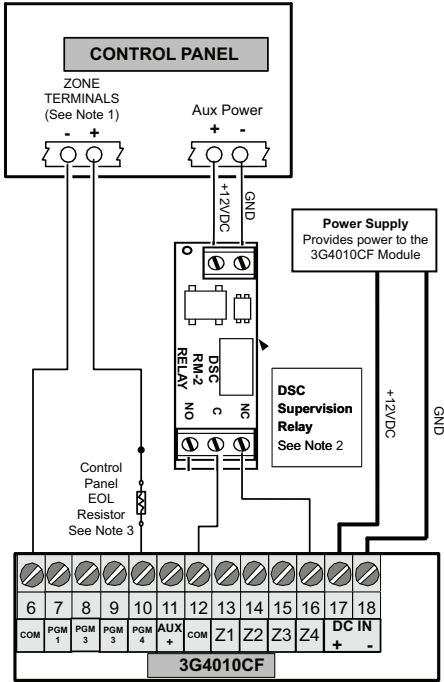 CONTROL PANEL
ZONE
TERMINALS
(See Note 1)
- +
Aux Power
+ -
+12VDC
GND
Power Supply
Provides power to the
3G4010CF Module
DSC
RM-2
RELAY
NO
C
NC
DSC
Supervision
Relay
See Note 2
+12VDC
GND
Control
Panel
EOL
Resistor
See Note 3
6 7 8 9 10 11 12 13 14 15 16 17 18
COM PGM 1 PGM 3 PGM 3 PGM 4 AUX + COM Z1 Z2 Z3 Z4 DC IN + -
3G4010CF